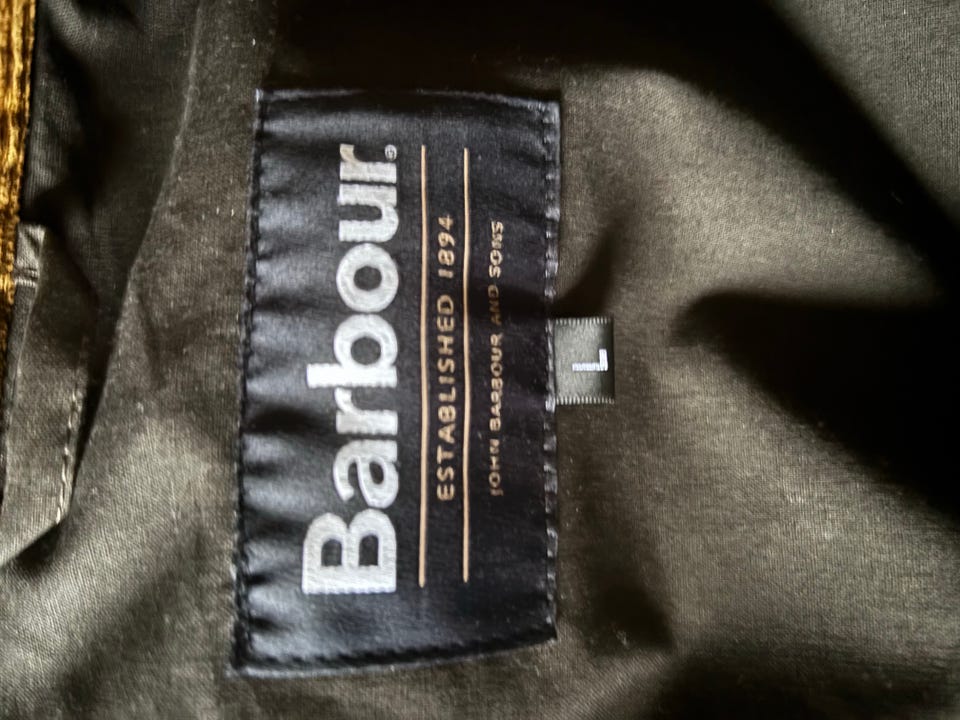 Barbour®
ESTABLISHED 1894
JOHN BARBOUR AND SONS
L